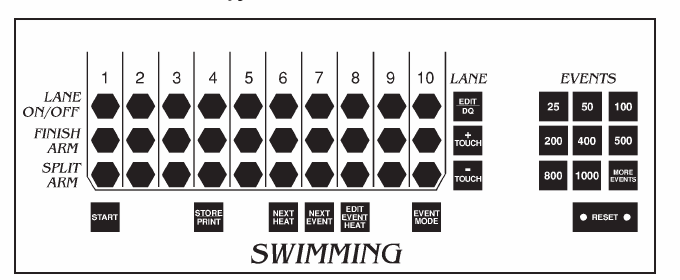 1 2 3 4 5 6 7 8 9 10 LANE EVENTS
LANE
ON/OFF
EDIT
DQ
25 50 100
FINISH
ARM
+
TOUCH
200 400 500
SPLIT
ARM
-
TOUCH
800 1000 MORE
EVENTS
START
STORE
PRINT
NEXT
HEAT
NEXT
EVENT
EDIT
EVENT
HEAT
EVENT
MODE
RESET
SWIMMING